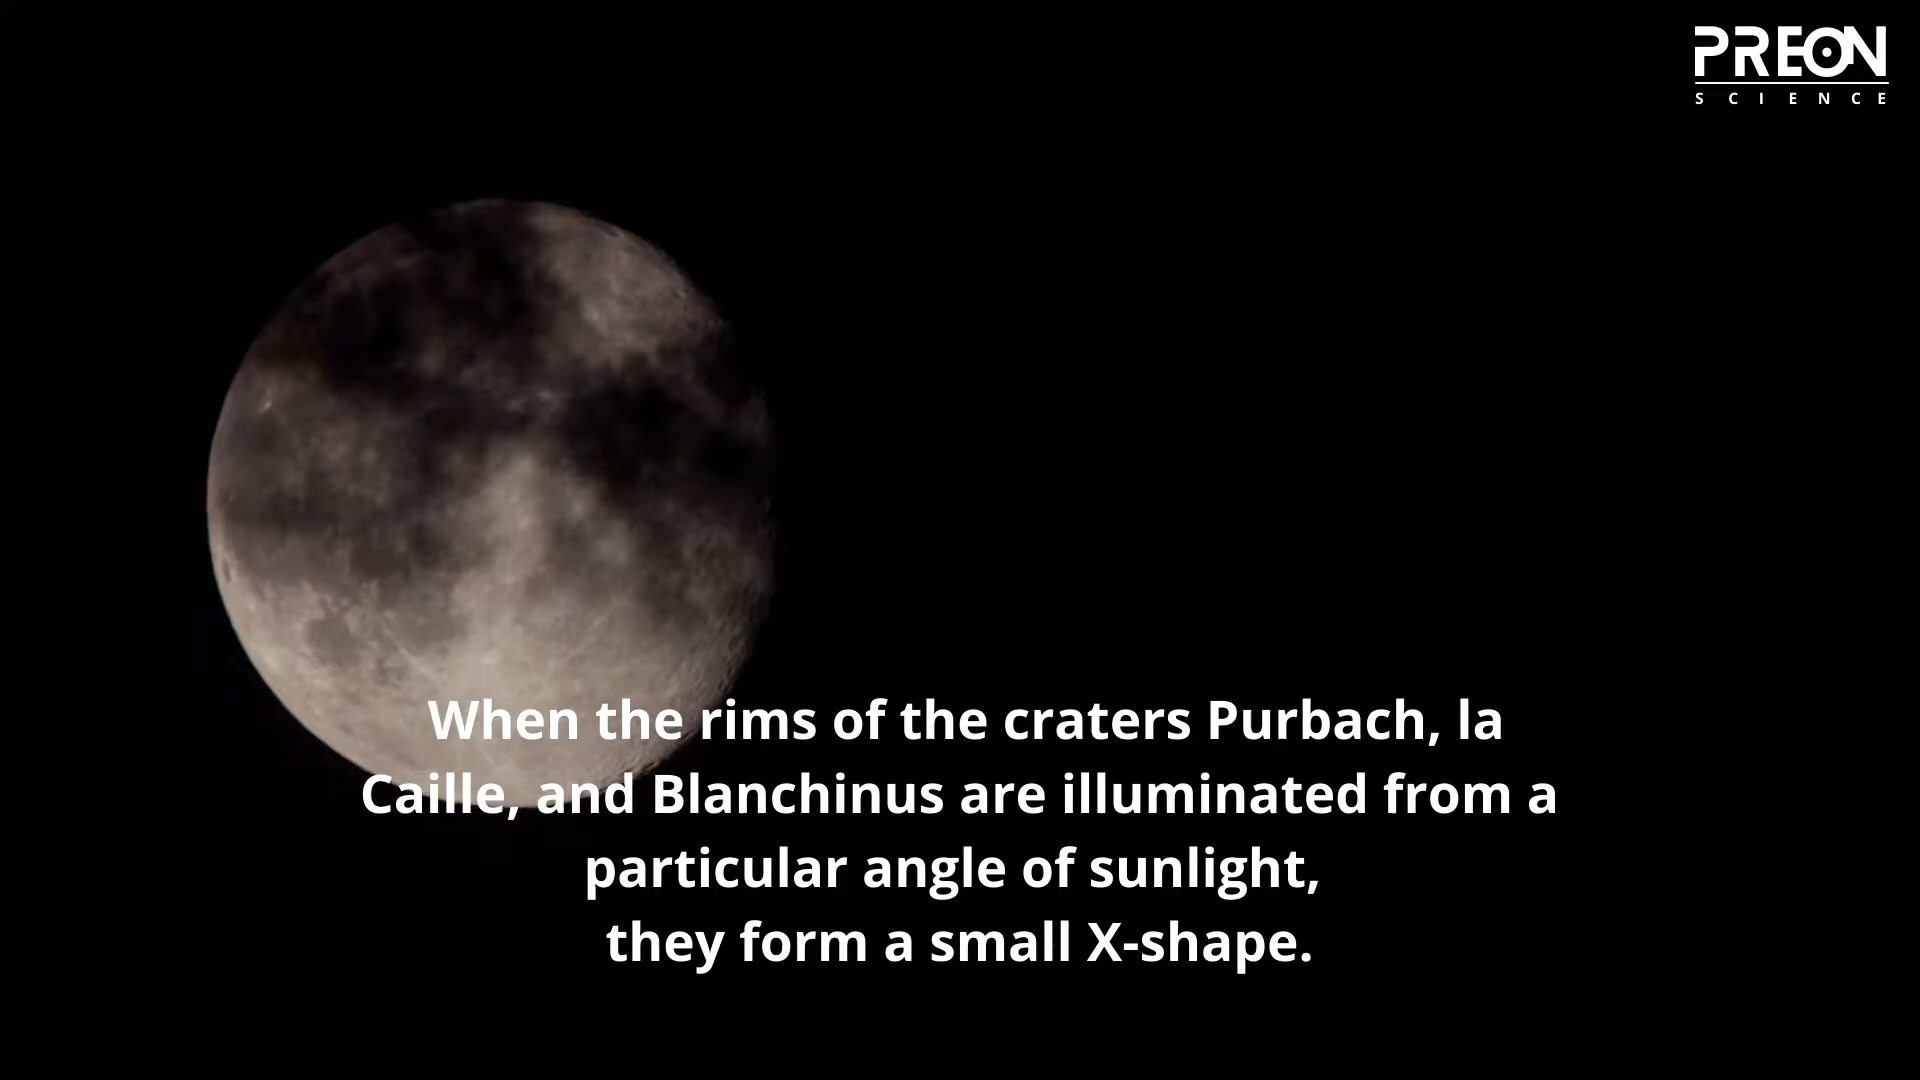 PREON
SCIENCE
When the rims of the craters Purbach, la
Caille, and Blanchinus are illuminated from a
particular angle of sunlight,
they form a small X-shape.